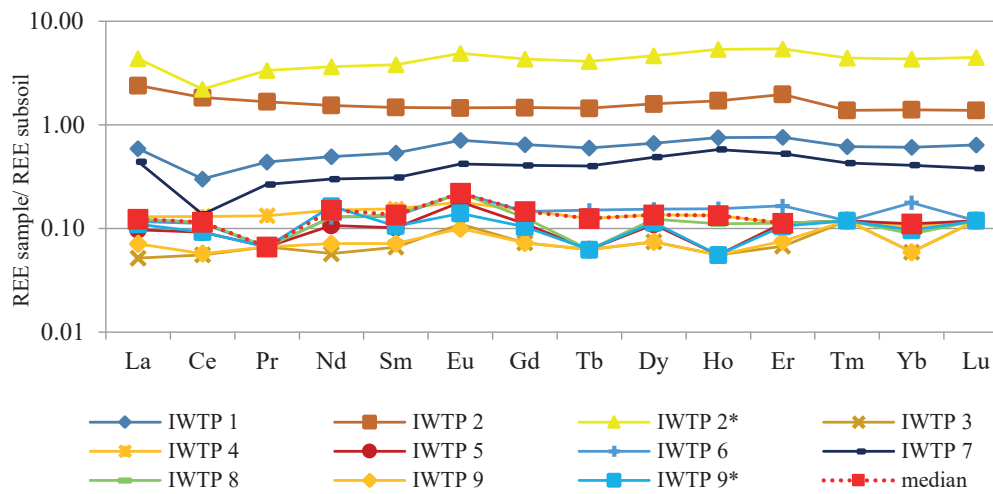 10.00
1.00
0.10
0.01
REE sample/ REE subsoil
La Ce Pr Nd Sm Eu Gd Tb Dy Ho Er Tm Yb Lu
IWTP 1 IWTP 2 IWTP 2* IWTP 3
IWTP 4 IWTP 5 IWTP 6 IWTP 7
IWTP 8 IWTP 9 IWTP 9* median